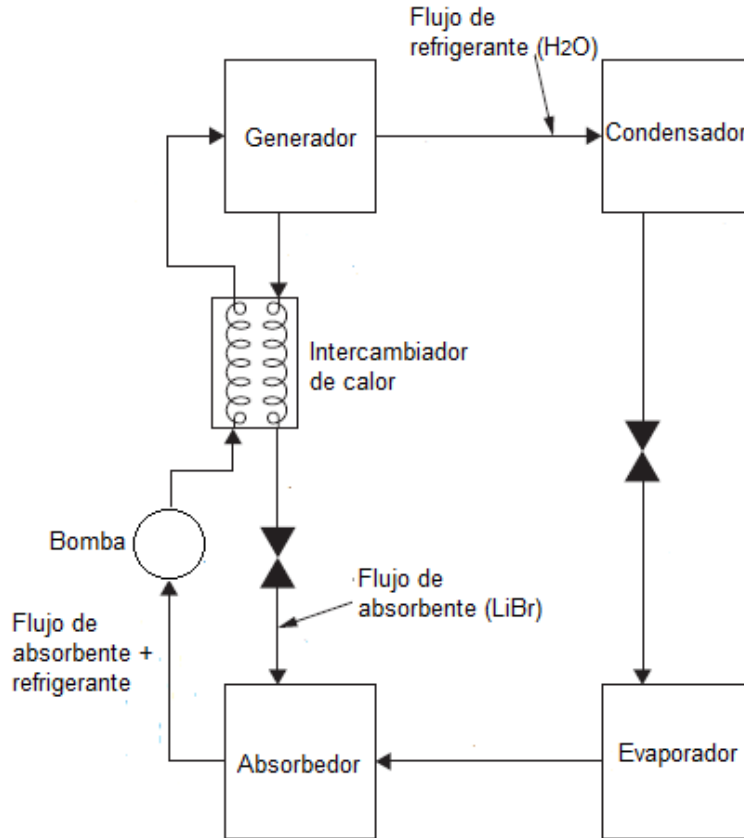 Flujo de
refrigerante (H2O)
Generador
Condensador
Intercambiador
de calor
Bomba
Flujo de
absorbente (LiBr)
Flujo de
absorbente +
refrigerante
Absorbedor
Evaporador